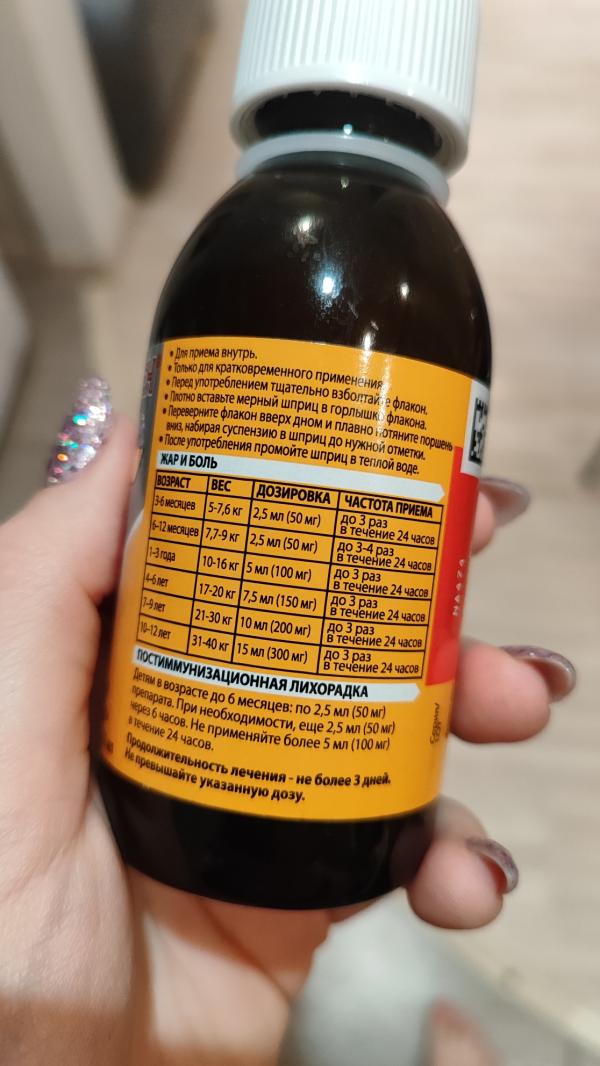 • Для приема внутрь.
• Только для кратковременного применения
• Перед употреблением тщательно взболтайте флакон.
• Плотно вставьте мерный шприц в горлышко флакона.
• Переверните флакон вверх дном и плавно потяните поршень
вниз, набирая суспензию в шприц до нужной отметки.
• После употребления промойте шприц в теплой воде.
ЖАР И БОЛЬ
ВОЗРАСТ ВЕС ДОЗИРОВКА ЧАСТОТА ПРИЕМА
3-6 месяцев 5-7,6 кг 2,5 мл (50 мг) до 3 раз в течение 24 часов
6-12 месяцев 7,7-9 кг 2,5 мл (50 мг) до 3-4 раз в течение 24 часов
1-3 года 10-16 кг 5 мл (100 мг) до 3 раз в течение 24 часов
4-6 лет 17-20 кг 7,5 мл (150 мг) до 3 раз в течение 24 часов
7-9 лет 21-30 кг 10 мл (200 мг) до 3 раз в течение 24 часов
10-12 лет 31-40 кг 15 мл (300 мг) до 3 раз в течение 24 часов
ПОСТИММУНИЗАЦИОННАЯ ЛИХОРАДКА
Детям в возрасте до 6 месяцев: по 2,5 мл (50 мг)
препарата. При необходимости, еще 2,5 мл (50 мг)
через 6 часов. Не применяйте более 5 мл (100 мг)
в течение 24 часов.
Продолжительность лечения - не более 3 дней.
Не превышайте указанную дозу.